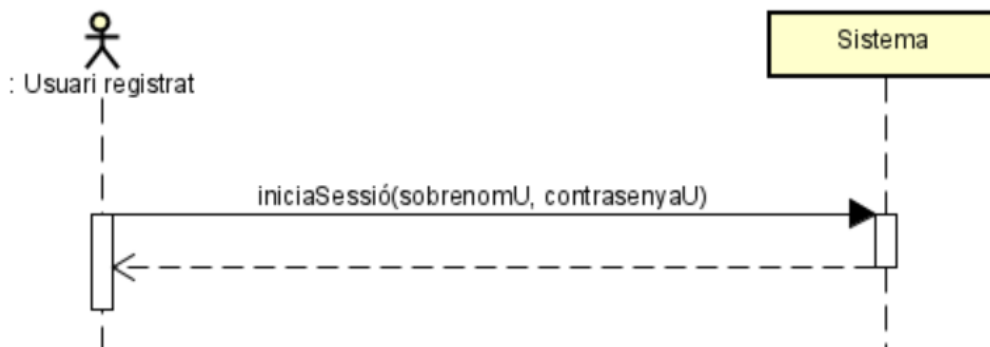 Sistema
: Usuari registrat
iniciaSessió(sobrenomU, contrasenyaU)